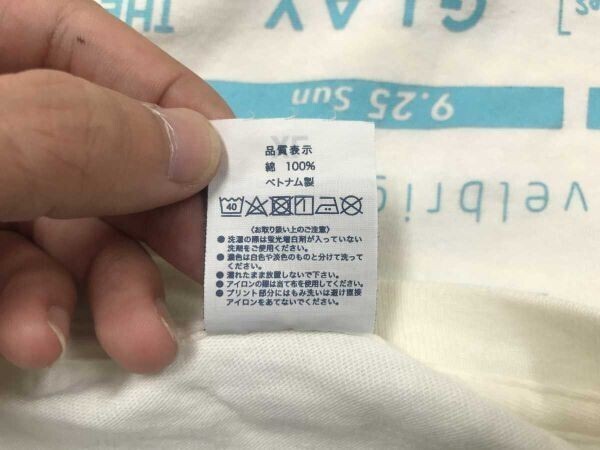 THE
GLAY
[Se
9.25 Sun
velbrig
品質表示
綿 100%
ベトナム製
40
〈お取り扱い上のご注意〉
● 洗濯の際は蛍光増白剤が入っていない
洗剤をご使用ください。
● 濃色は白色や淡色のものと分けて洗って
ください。
● 濡れたまま放置しないで下さい。
● アイロンの際は当て布を使用してください。
● プリント部分にはもみ洗いは避け直接
アイロンをあてないでください。